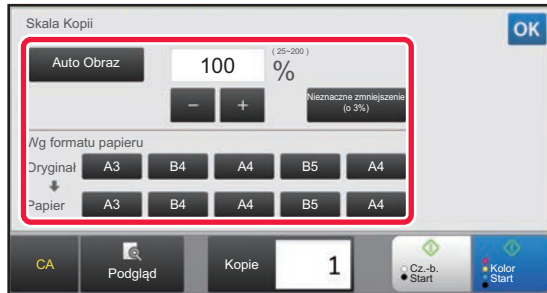 Skala Kopii
OK
Auto Obraz
100
(25~200)
%
−
+
Nieznaczne zmniejszenie
(o 3%)
Wg formatu papieru
Oryginał A3 B4 A4 B5 A4
Papier A3 B4 A4 B5 A4
CA
Podgląd
Kopie
1
Cz.-b.
Start
Kolor
Start